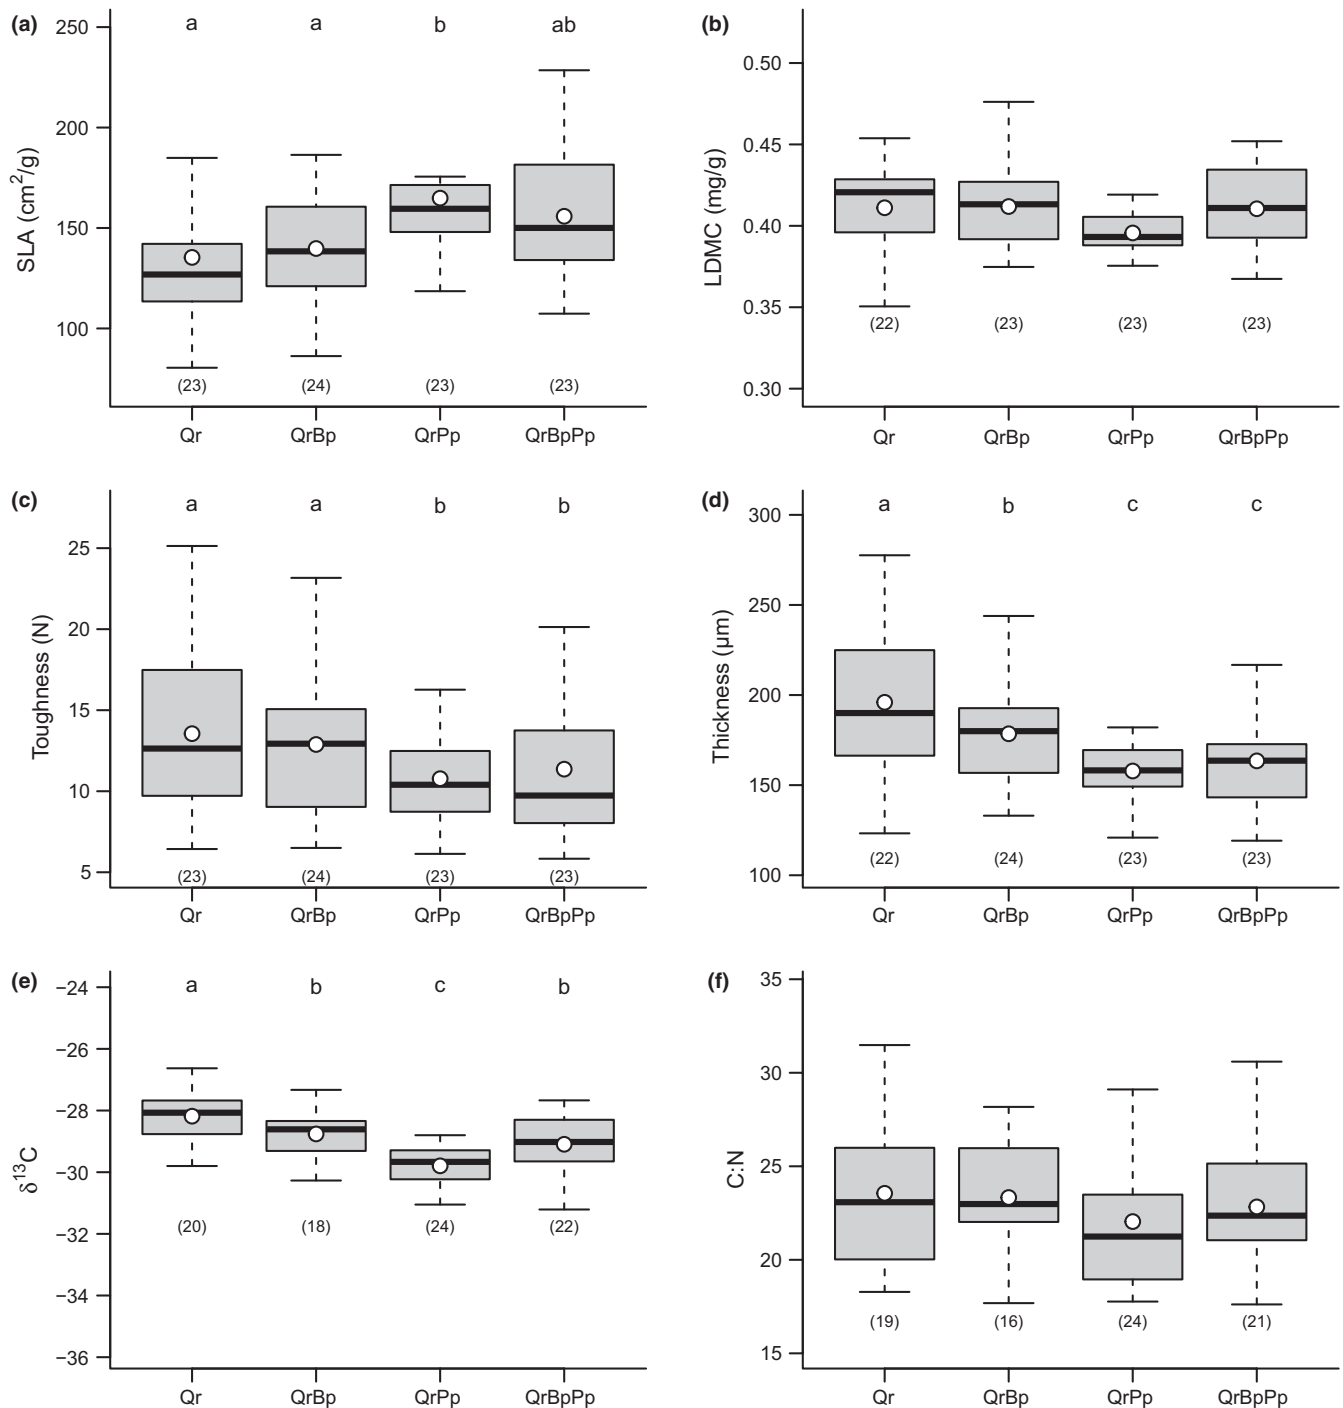 (a)
250
200
150
100
SLA (cm²/g)
a a b ab
(23) (24) (23) (23)
Qr QrBp QrPp QrBpPp
(b)
0.50
0.45
0.40
0.35
0.30
LDMC (mg/g)
(22) (23) (23) (23)
Qr QrBp QrPp QrBpPp
(c)
25
20
15
10
5
Toughness (N)
a a b b
(23) (24) (23) (23)
Qr QrBp QrPp QrBpPp
(d)
300
250
200
150
100
Thickness (µm)
a b c c
(22) (24) (23) (23)
Qr QrBp QrPp QrBpPp
(e)
−24
−26
−28
−30
−32
−34
−36
δ¹³C
a b c b
(20) (18) (24) (22)
Qr QrBp QrPp QrBpPp
(f)
35
30
25
20
15
C:N
(19) (16) (24) (21)
Qr QrBp QrPp QrBpPp